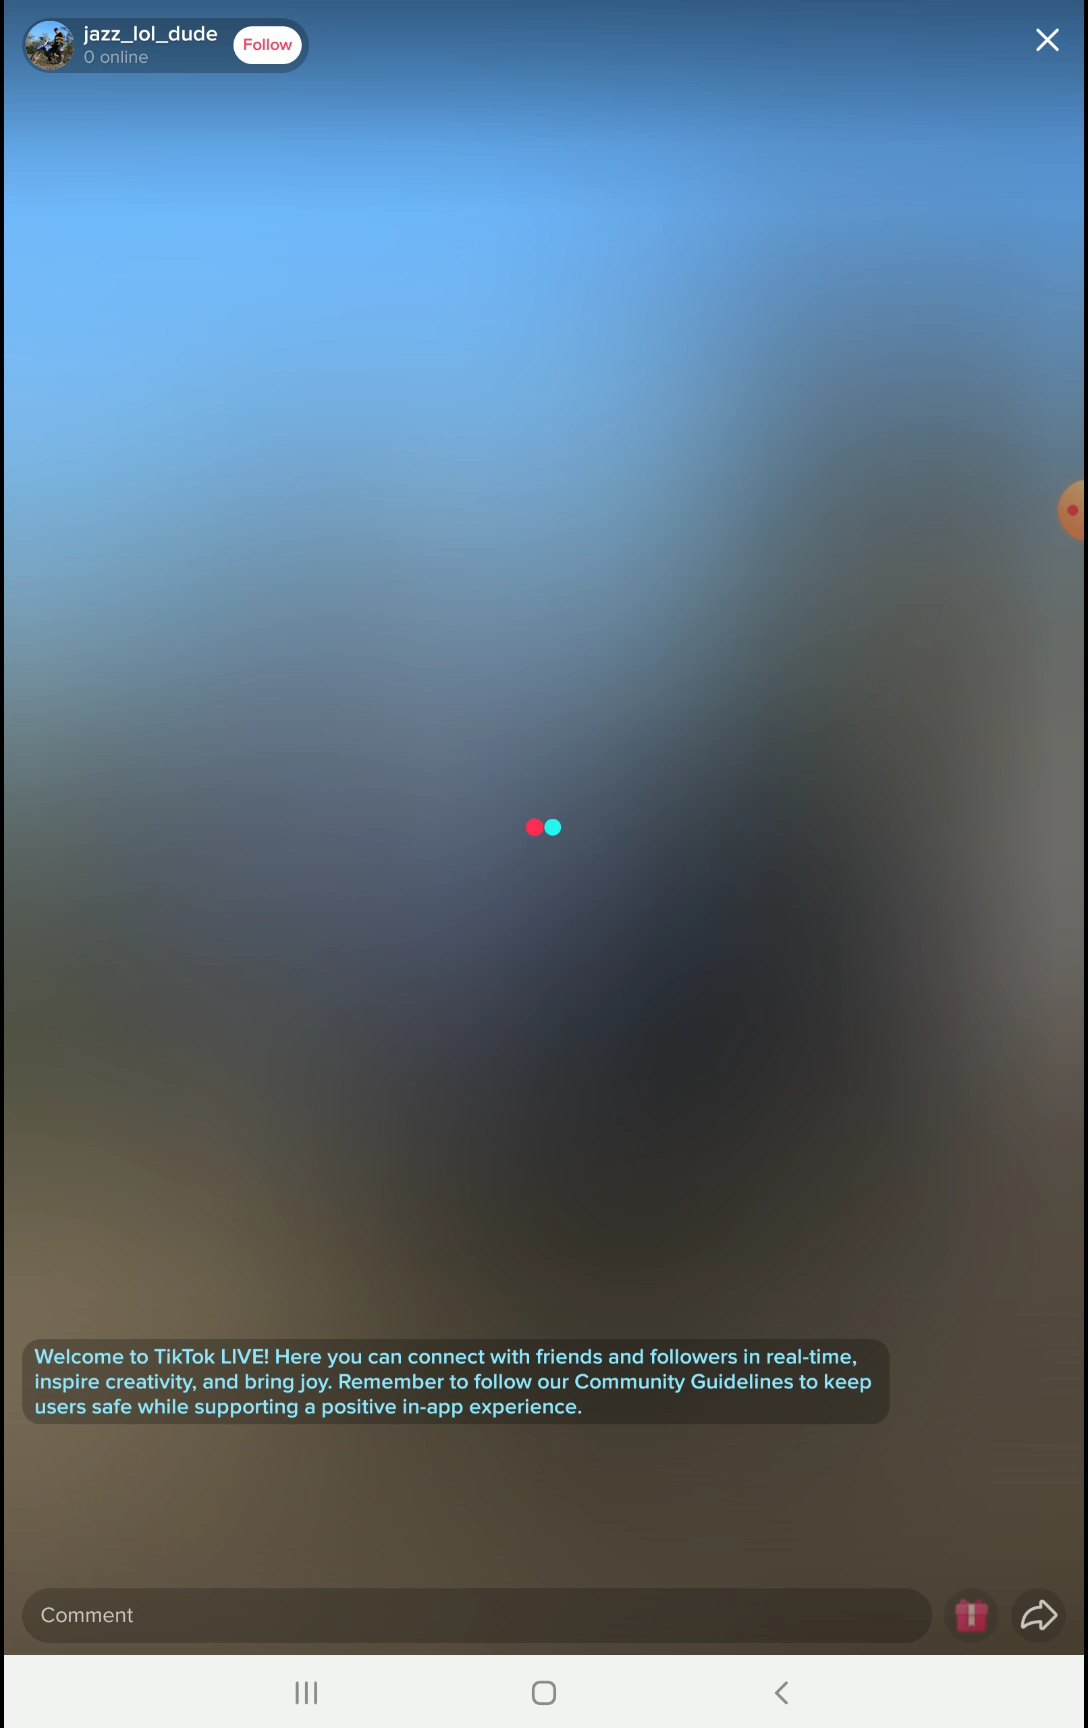 jazz_lol_dude
0 online
Follow
Welcome to TikTok LIVE! Here you can connect with friends and followers in real-time,
inspire creativity, and bring joy. Remember to follow our Community Guidelines to keep
users safe while supporting a positive in-app experience.
Comment